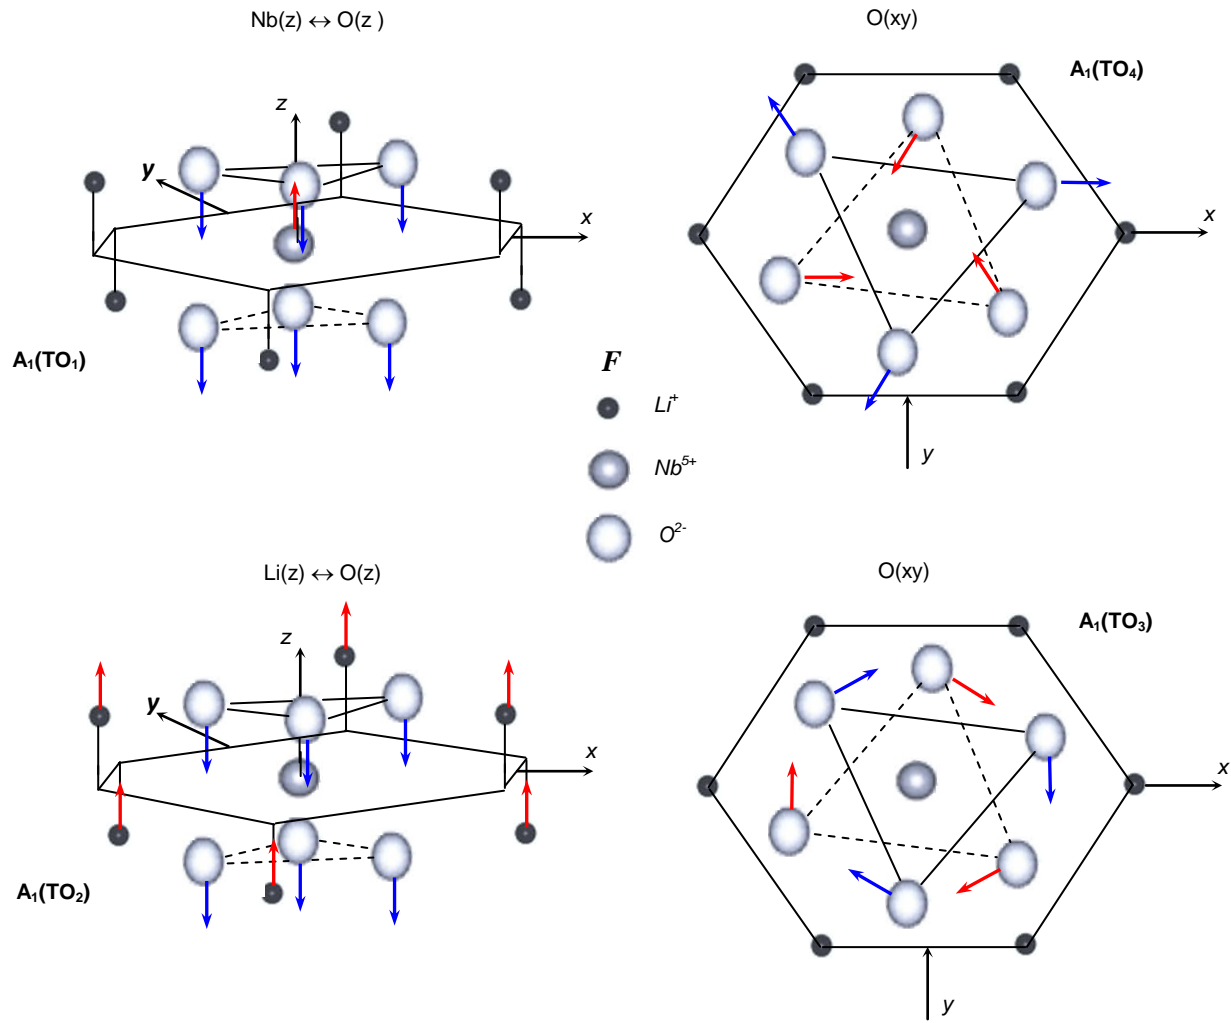 Nb(z) ↔ O(z )
O(xy)
A₁(TO₄)
z
y
x
x
A₁(TO₁)
F
Li⁺
y
Nb⁵⁺
O²⁻
Li(z) ↔ O(z)
O(xy)
A₁(TO₃)
z
y
x
x
A₁(TO₂)
y